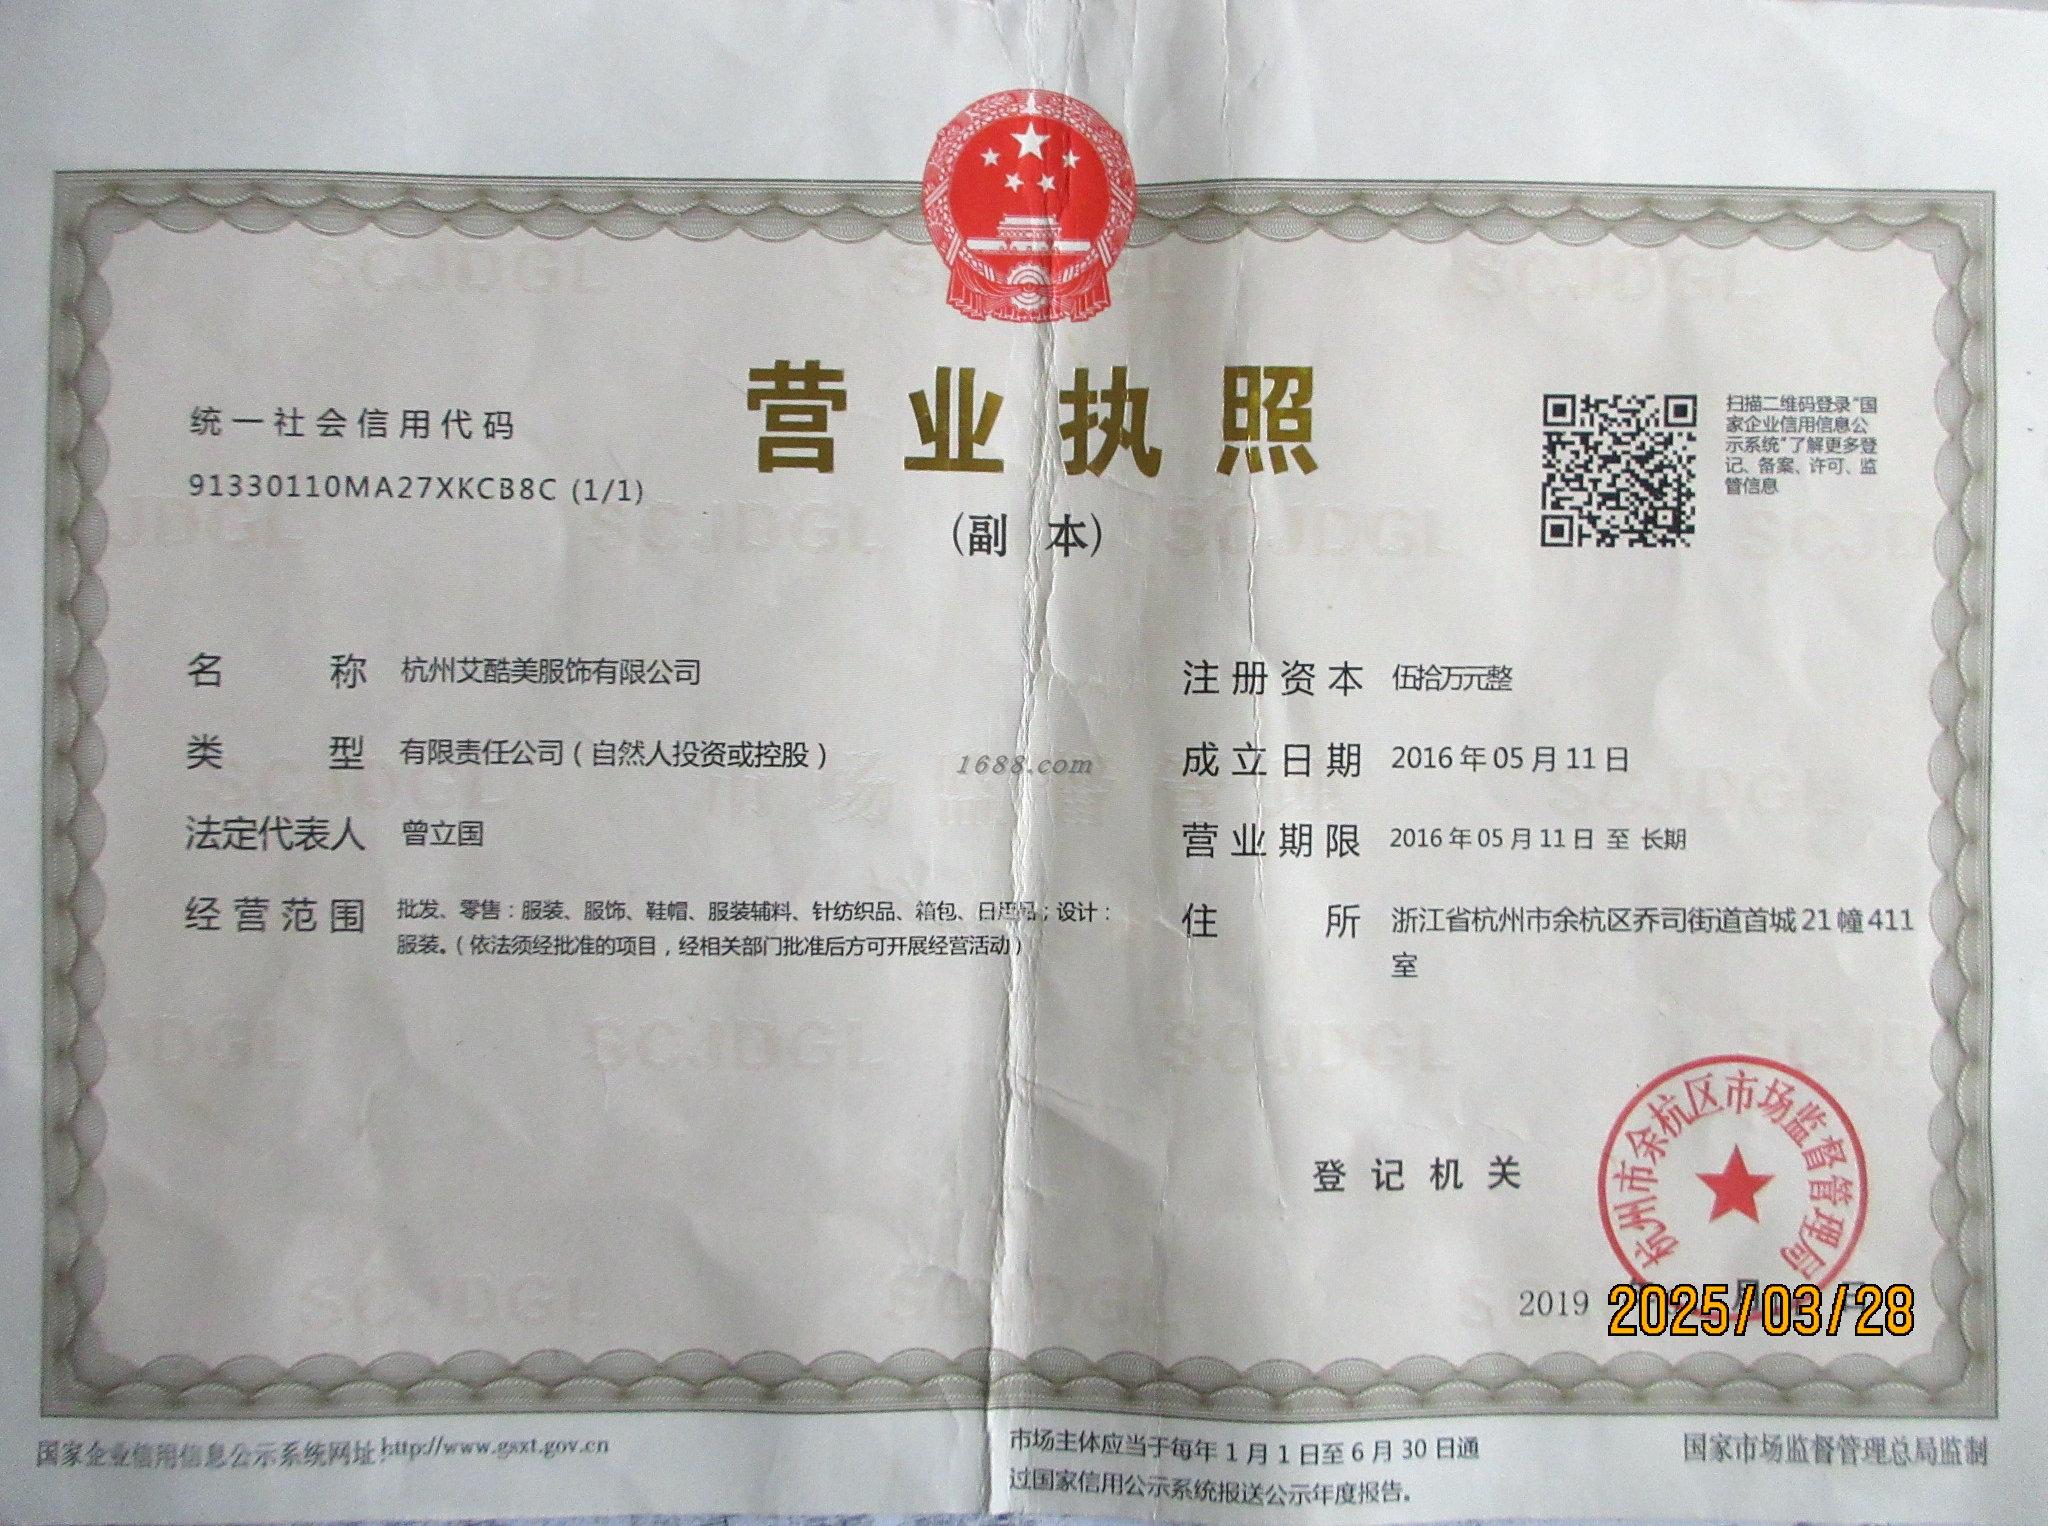 营业执照
(副 本)
统一社会信用代码
91330110MA27XKCB8C (1/1)
扫描二维码登录“国
家企业信用信息公
示系统”了解更多登
记、备案、许可、监
管信息
名 称 杭州艾酷美服饰有限公司
类 型 有限责任公司（自然人投资或控股）
法定代表人 曾立国
经营范围 批发、零售：服装、服饰、鞋帽、服装辅料、针纺织品、箱包、日用品；设计：
服装。（依法须经批准的项目，经相关部门批准后方可开展经营活动）
注册资本 伍拾万元整
成立日期 2016年05月11日
营业期限 2016年05月11日 至 长期
住 所 浙江省杭州市余杭区乔司街道首城21幢411
室
1688.com
登记机关
杭州市余杭区市场监督管理局
2019 月 日
2025/03/28
国家企业信用信息公示系统网址：http://www.gsxt.gov.cn
市场主体应当于每年1月1日至6月30日通
过国家信用公示系统报送公示年度报告。
国家市场监督管理总局监制
SCJDGL